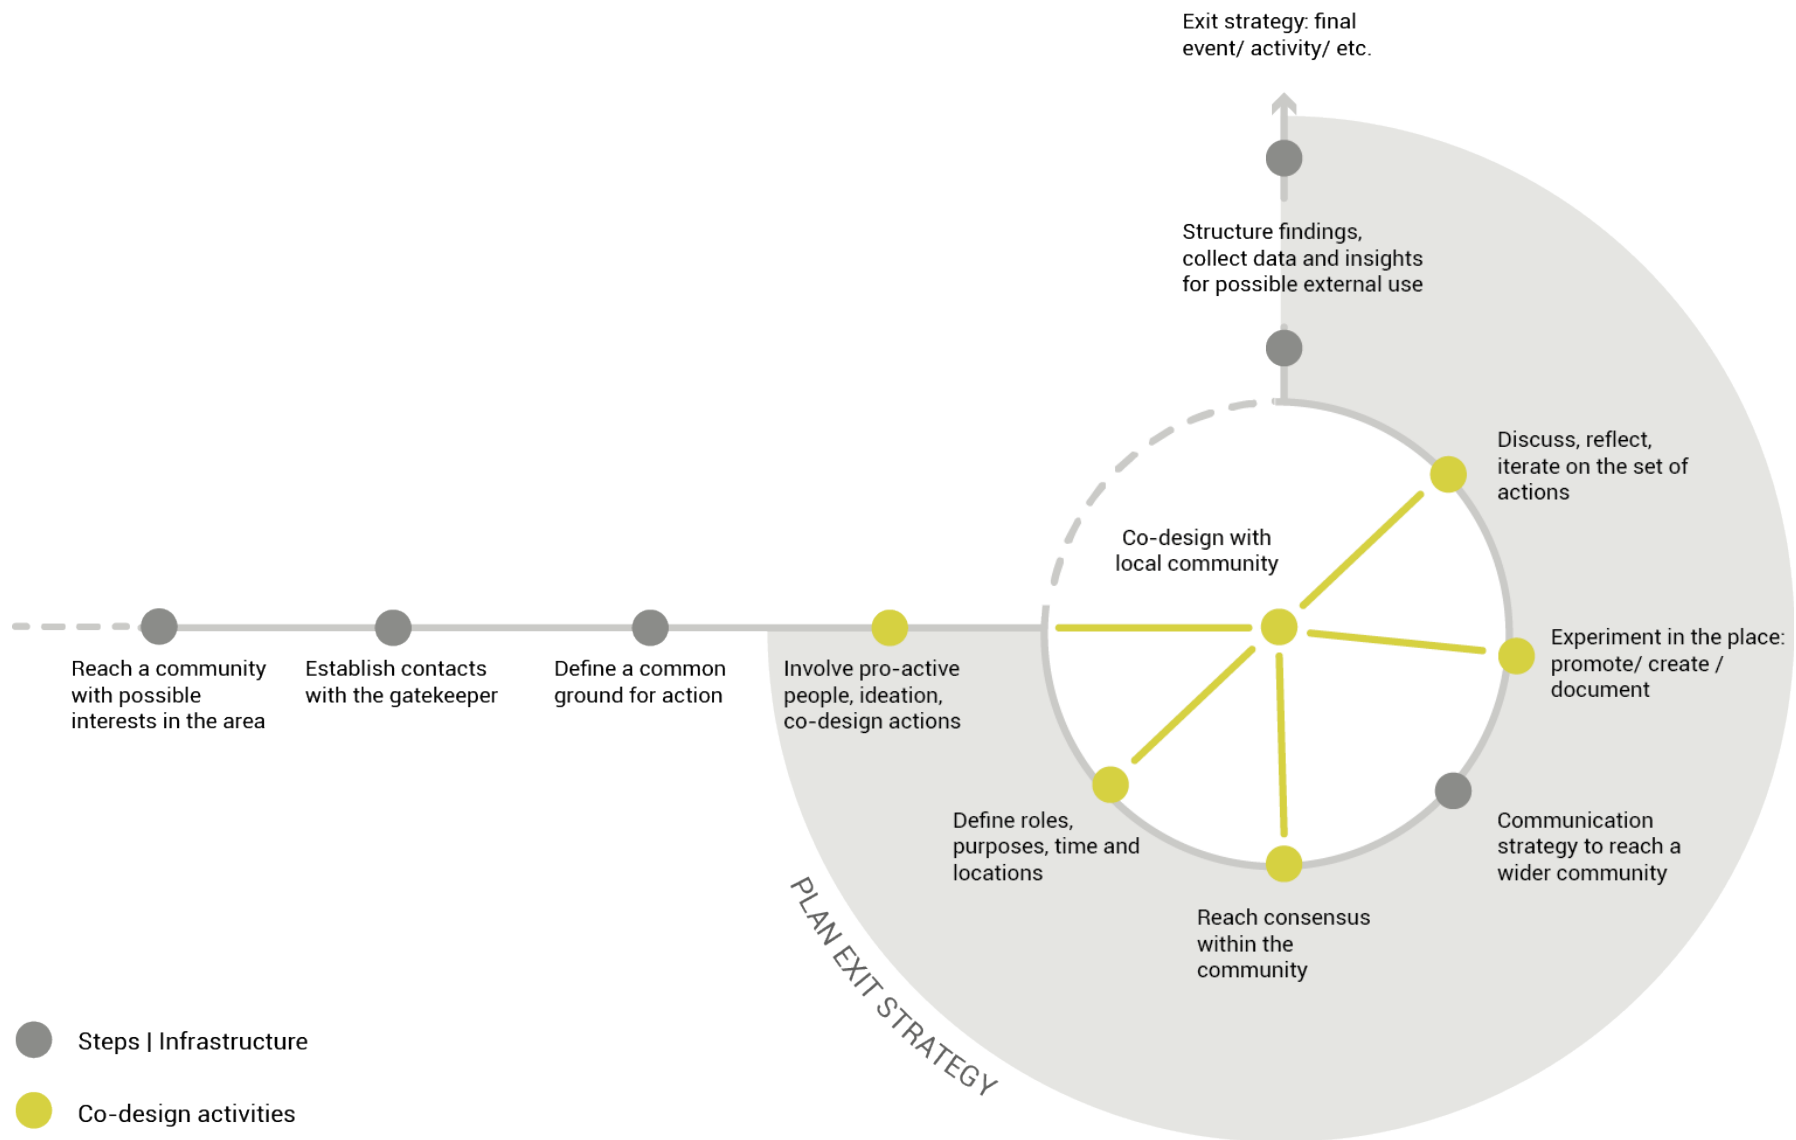 Exit strategy: final
event/ activity/ etc.
Structure findings,
collect data and insights
for possible external use
Discuss, reflect,
iterate on the set of
actions
Co-design with
local community
Experiment in the place:
promote/ create /
document
Reach a community
with possible
interests in the area
Establish contacts
with the gatekeeper
Define a common
ground for action
Involve pro-active
people, ideation,
co-design actions
Define roles,
purposes, time and
locations
Communication
strategy to reach a
wider community
Reach consensus
within the
community
PLAN EXIT STRATEGY
Steps | Infrastructure
Co-design activities